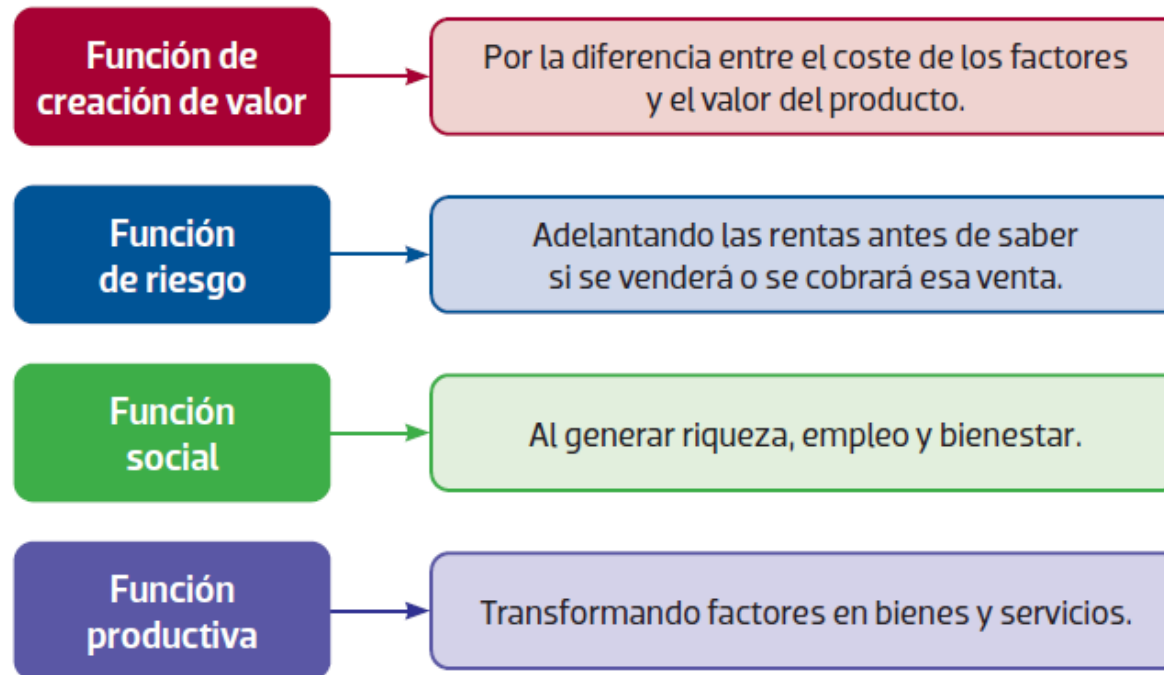 Función de
creación de valor
Por la diferencia entre el coste de los factores
y el valor del producto.
Función
de riesgo
Adelantando las rentas antes de saber
si se venderá o se cobrará esa venta.
Función
social
Al generar riqueza, empleo y bienestar.
Función
productiva
Transformando factores en bienes y servicios.